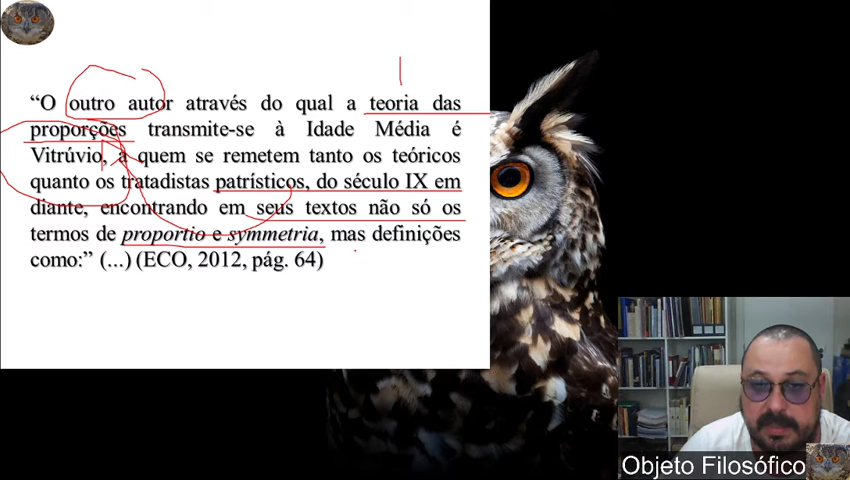 “O outro autor através do qual a teoria das
proporções transmite-se à Idade Média é
Vitrúvio, a quem se remetem tanto os teóricos
quanto os tratadistas patrísticos, do século IX em
diante, encontrando em seus textos não só os
termos de proportio e symmetria, mas definições
como:” (...) (ECO, 2012, pág. 64)
Objeto Filosófico